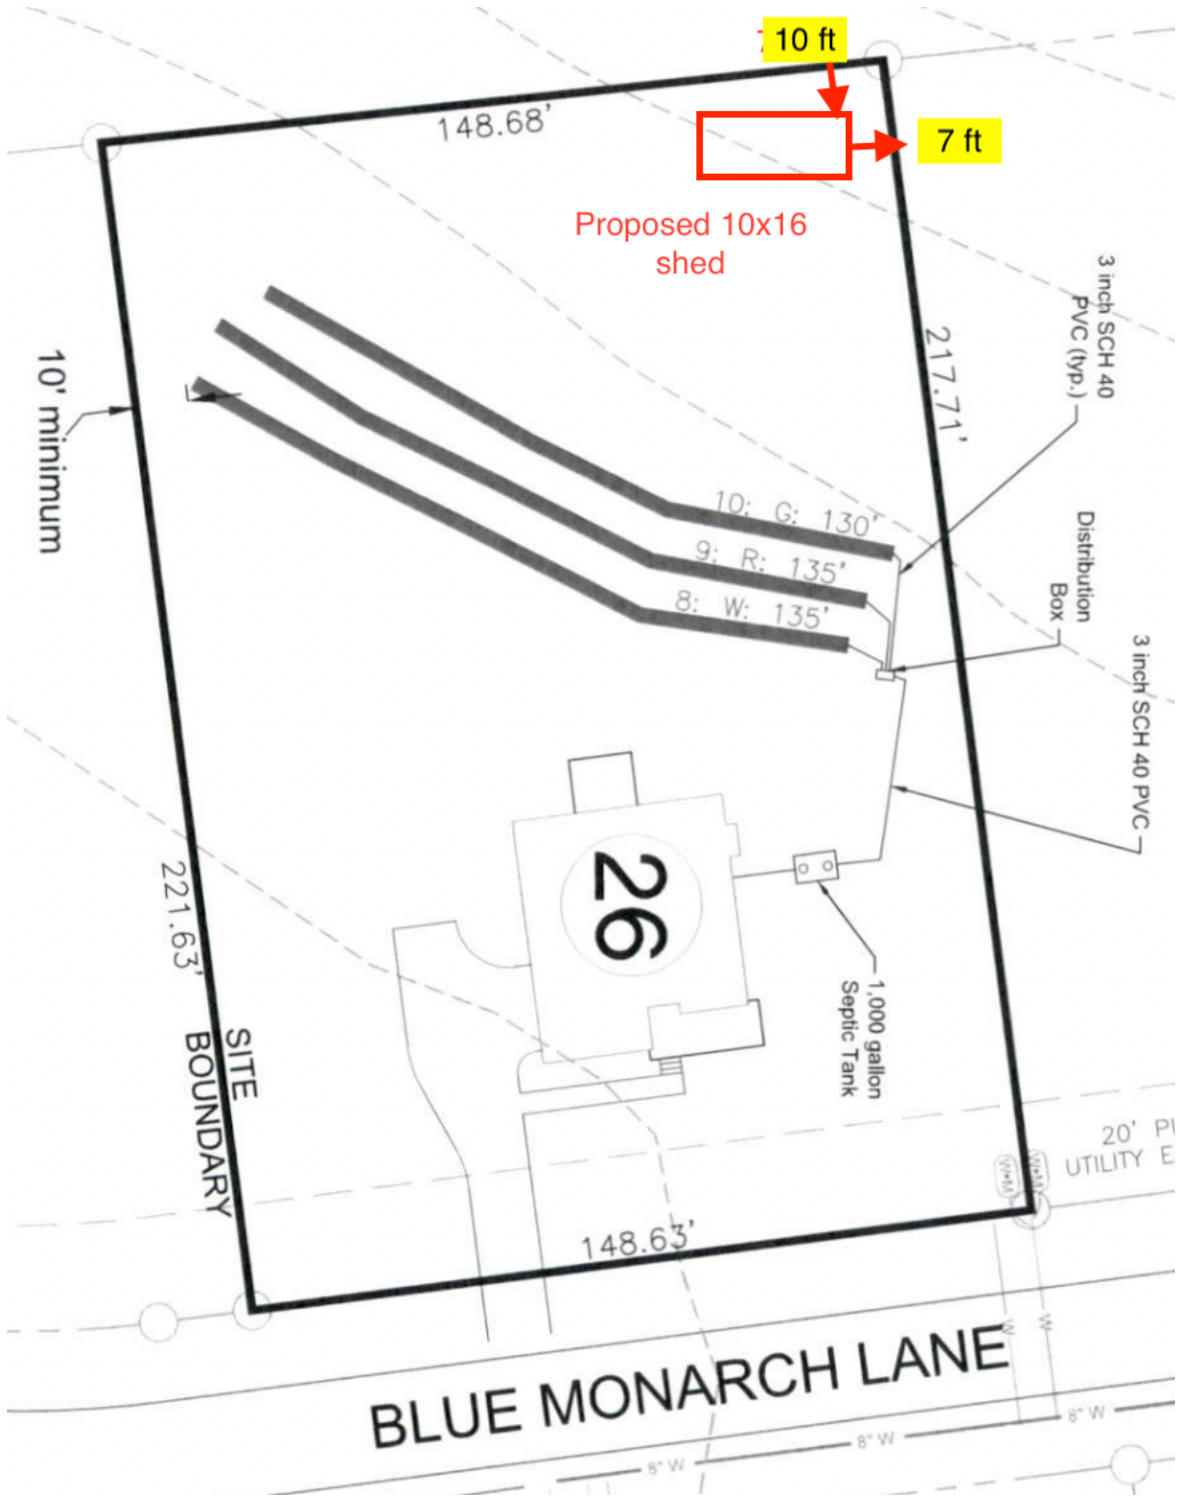 10 ft
148.68'
7 ft
Proposed 10x16
shed
3 inch SCH 40
PVC (typ.)
217.71'
10' minimum
10: G: 130'
9: R: 135'
8: W: 135'
Distribution
Box
3 inch SCH 40 PVC
26
221.63'
1,000 gallon
Septic Tank
SITE
BOUNDARY
20' P
UTILITY E
W•M
W•M
148.63'
W
W
BLUE MONARCH LANE
8" W
8" W
8" W